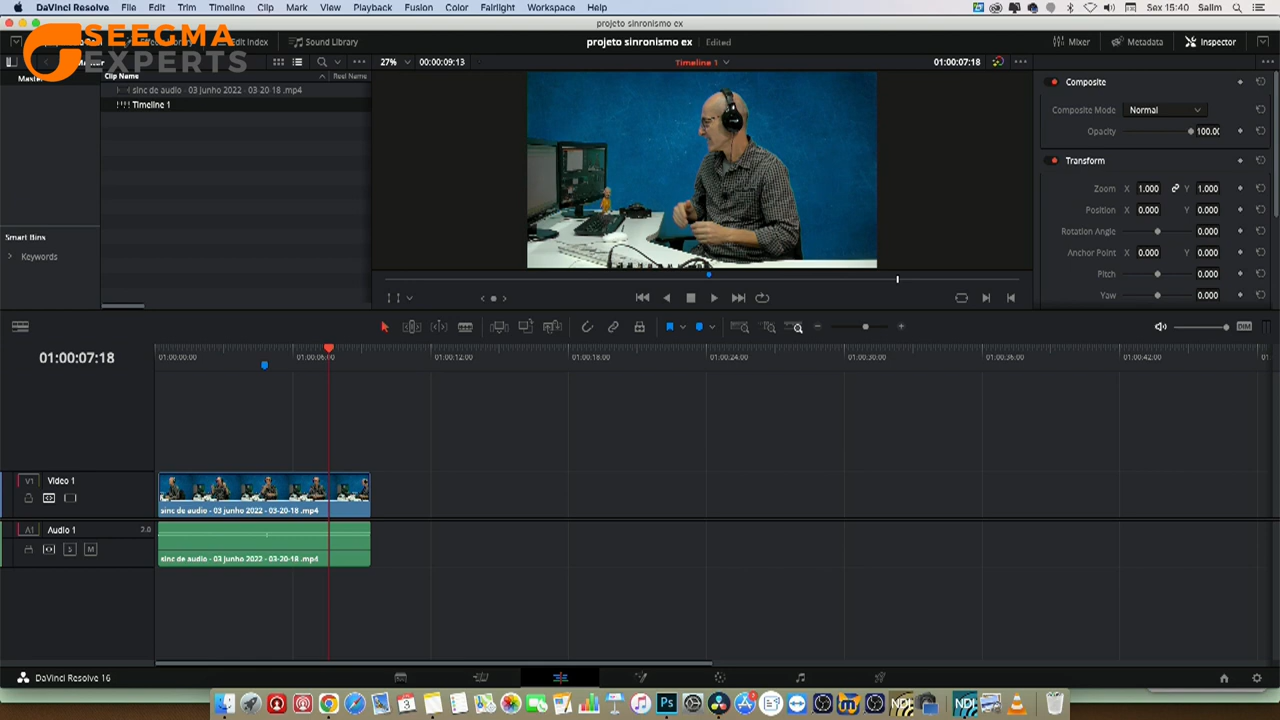 DaVinci Resolve File Edit Trim Timeline Clip Mark View Playback Fusion Color Fairlight Workspace Help Sex 15:40 Salim
projeto sinronismo ex
SEEGMA
EXPERTS
Edit Index Sound Library projeto sinronismo ex Edited Mixer Metadata Inspector
Master 27% 00:00:09:13 Timeline 1 01:00:07:18
Master Clip Name Reel Name
sinc de audio - 03 junho 2022 - 03-20-18 .mp4
Timeline 1
Smart Bins
Keywords
Composite
Composite Mode Normal
Opacity 100.00
Transform
Zoom X 1.000 Y 1.000
Position X 0.000 Y 0.000
Rotation Angle 0.000
Anchor Point X 0.000 Y 0.000
Pitch 0.000
Yaw 0.000
DIM
01:00:07:18 01:00:00:00 01:00:06:00 01:00:12:00 01:00:18:00 01:00:24:00 01:00:30:00 01:00:36:00 01:00:42:00
V1 Video 1
sinc de audio - 03 junho 2022 - 03-20-18 .mp4
A1 Audio 1 2.0
S M
sinc de audio - 03 junho 2022 - 03-20-18 .mp4
DaVinci Resolve 16
Ps NDI NDI